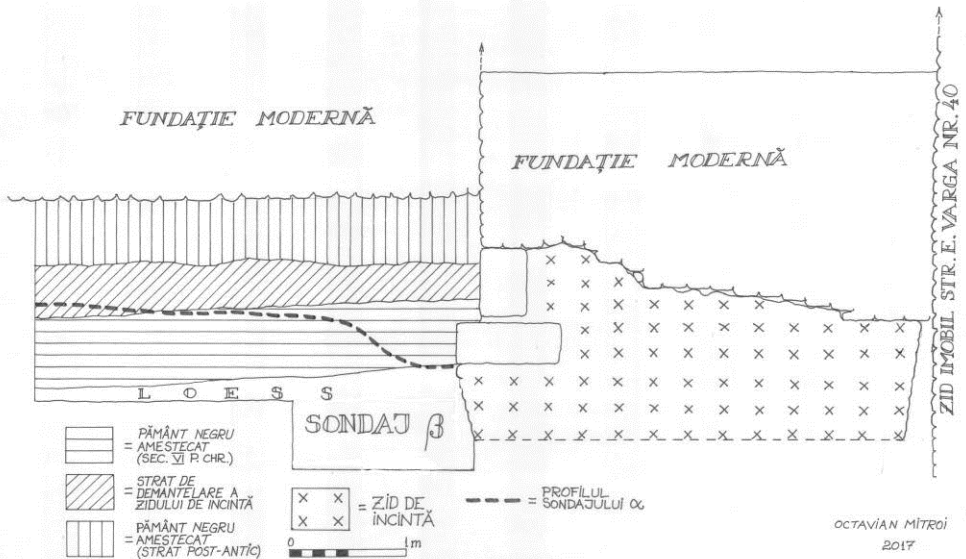 FUNDAȚIE MODERNĂ
FUNDAȚIE MODERNĂ
ZID IMOBIL STR. E. VARGA NR. 40
LOESS
SONDAJ β
PĂMÂNT NEGRU
= AMESTECAT
(SEC. VI P. CHR.)
STRAT DE
= DEMANTELARE A
ZIDULUI DE INCINTĂ
PĂMÂNT NEGRU
= AMESTECAT
(STRAT POST-ANTIC)
= ZID DE
INCINTĂ
0 1m
= PROFILUL
SONDAJULUI α
OCTAVIAN MITROI
2017